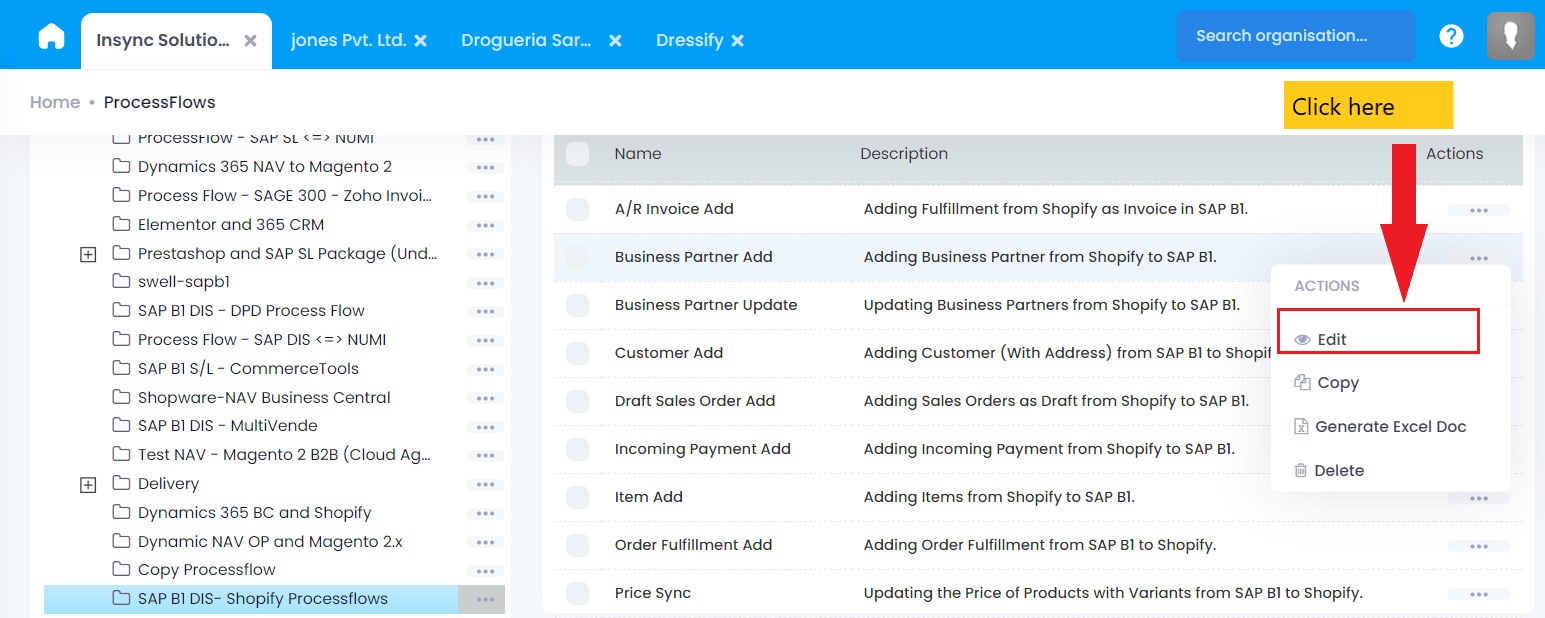 Insync Solutio...
jones Pvt. Ltd.
Drogueria Sar...
Dressify
Search organisation...
Home • ProcessFlows
Click here
ProcessFlow - SAP SL <=> NUMI
Dynamics 365 NAV to Magento 2
Process Flow - SAGE 300 - Zoho Invoi...
Elementor and 365 CRM
Prestashop and SAP SL Package (Und...
swell-sapb1
SAP B1 DIS - DPD Process Flow
Process Flow - SAP DIS <=> NUMI
SAP B1 S/L - CommerceTools
Shopware-NAV Business Central
SAP B1 DIS - MultiVende
Test NAV - Magento 2 B2B (Cloud Ag...
Delivery
Dynamics 365 BC and Shopify
Dynamic NAV OP and Magento 2.x
Copy Processflow
SAP B1 DIS- Shopify Processflows
Name Description Actions
A/R Invoice Add Adding Fulfillment from Shopify as Invoice in SAP B1.
Business Partner Add Adding Business Partner from Shopify to SAP B1.
Business Partner Update Updating Business Partners from Shopify to SAP B1.
Customer Add Adding Customer (With Address) from SAP B1 to Shopif
Draft Sales Order Add Adding Sales Orders as Draft from Shopify to SAP B1.
Incoming Payment Add Adding Incoming Payment from Shopify to SAP B1.
Item Add Adding Items from Shopify to SAP B1.
Order Fulfillment Add Adding Order Fulfillment from SAP B1 to Shopify.
Price Sync Updating the Price of Products with Variants from SAP B1 to Shopify.
ACTIONS
Edit
Copy
Generate Excel Doc
Delete